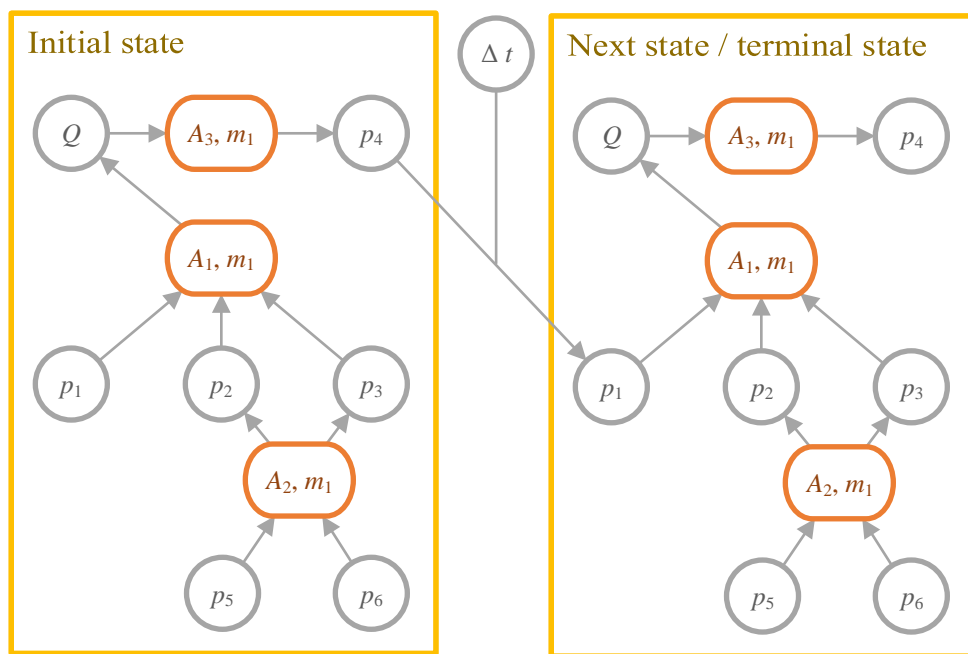 Initial state
Q
A3, m1
p4
A1, m1
p1
p2
p3
A2, m1
p5
p6
Δ t
Next state / terminal state
Q
A3, m1
p4
A1, m1
p1
p2
p3
A2, m1
p5
p6